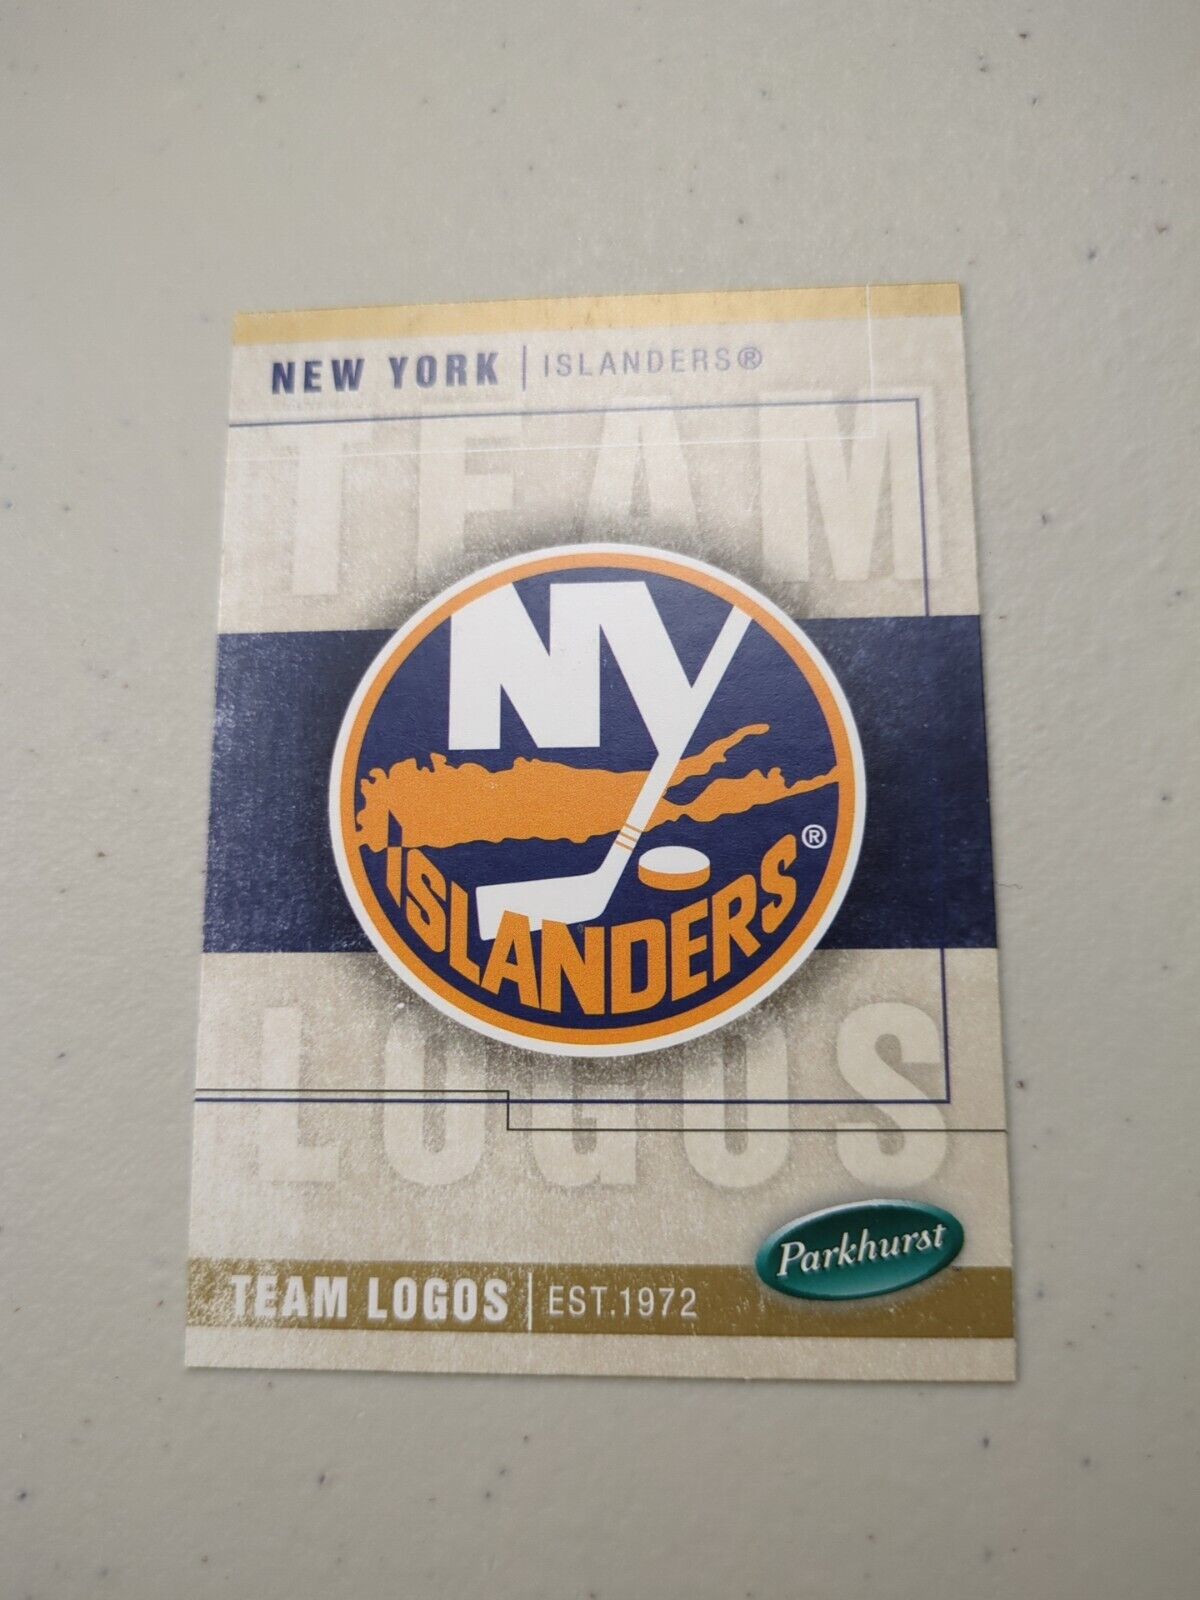 NEW YORK | ISLANDERS®
TEAM
NY
ISLANDERS®
LOGOS
Parkhurst
TEAM LOGOS | EST.1972